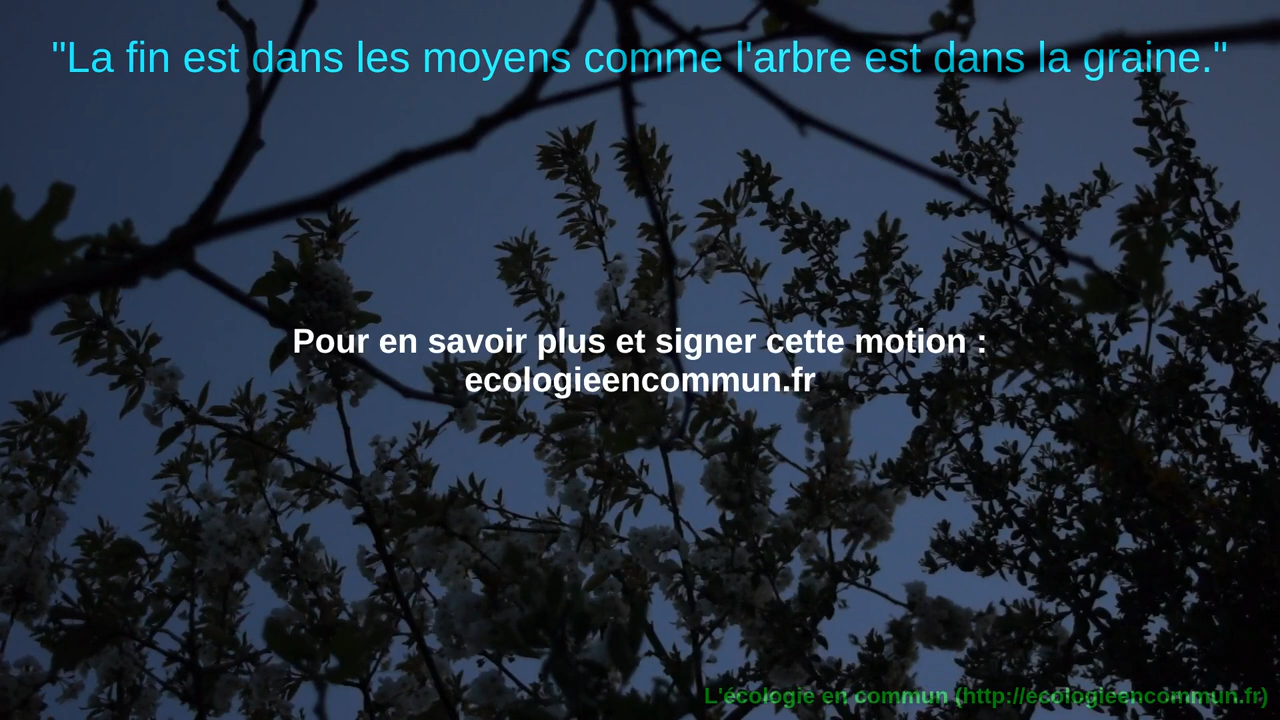 "La fin est dans les moyens comme l'arbre est dans la graine."
Pour en savoir plus et signer cette motion :
ecologieencommun.fr
L'écologie en commun (http://ecologieencommun.fr)